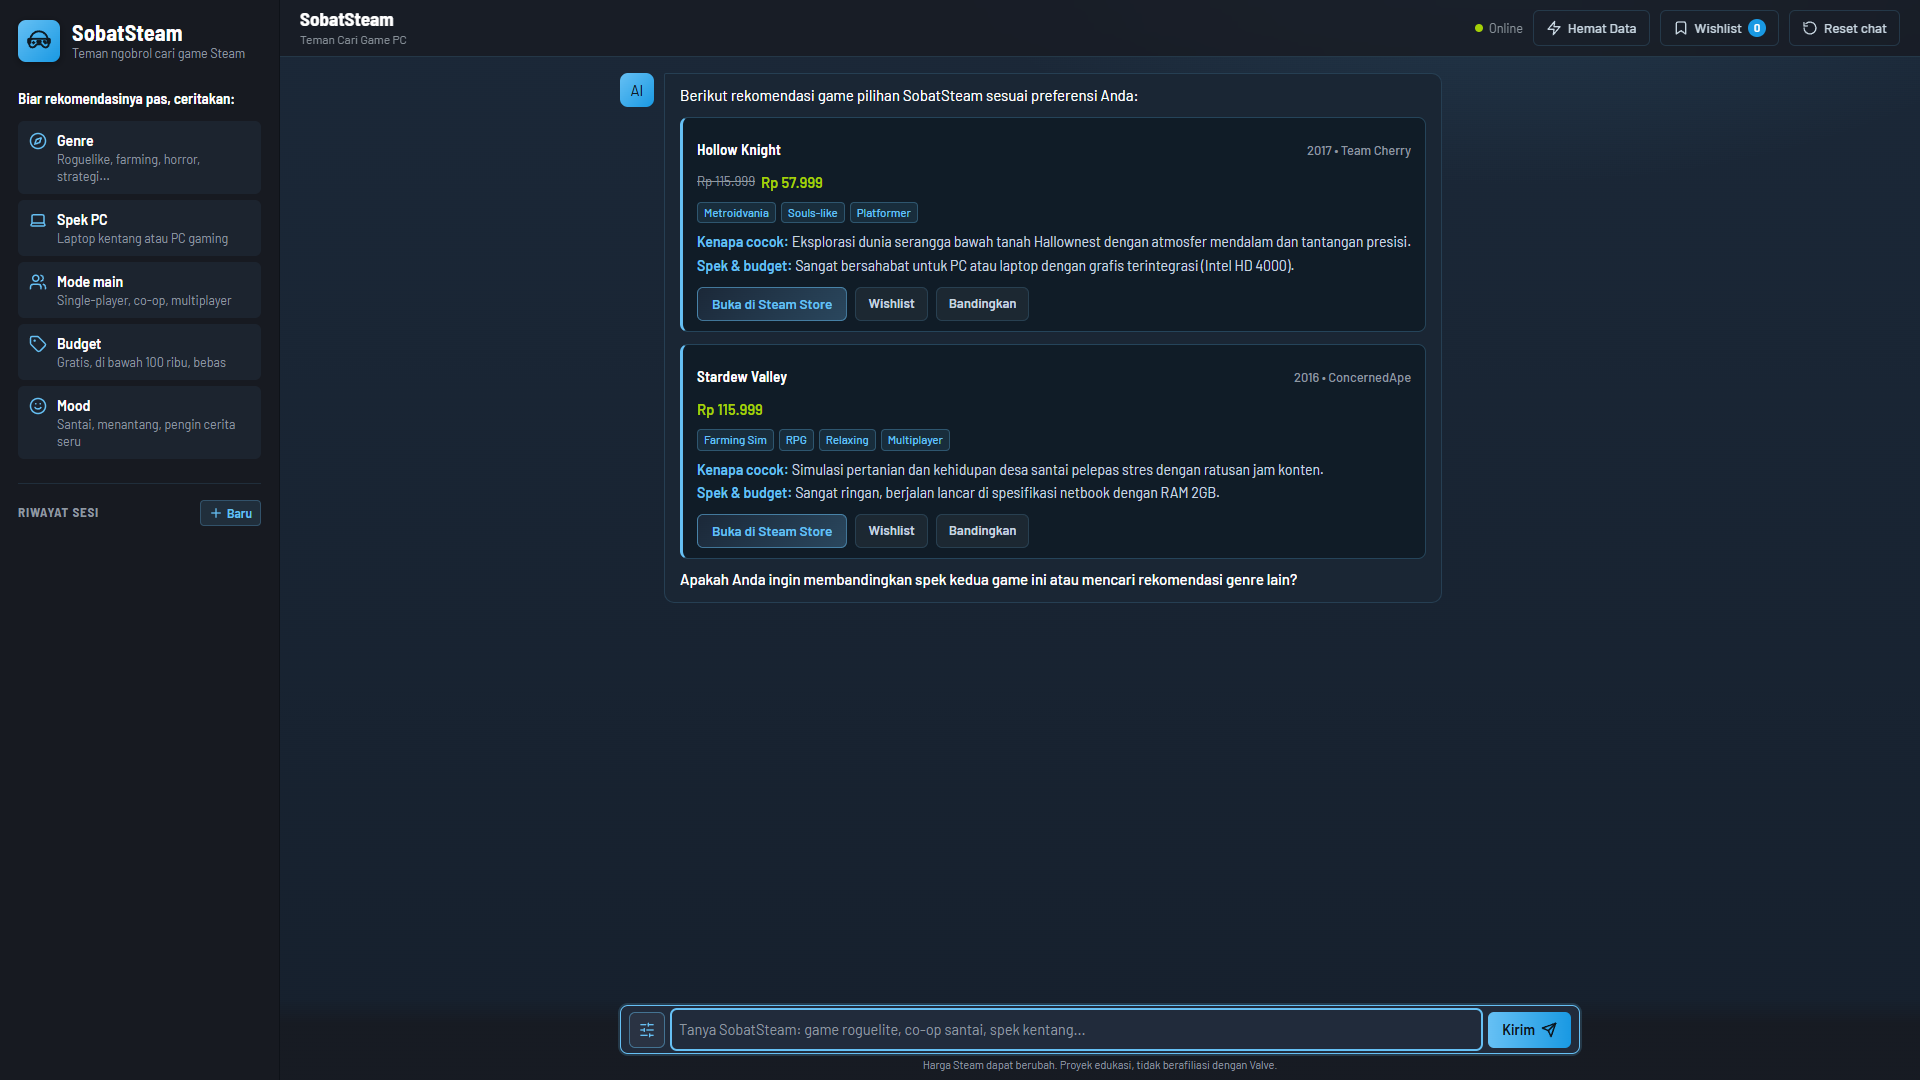 SobatSteam
Teman ngobrol cari game Steam
Biar rekomendasinya pas, ceritakan:
Genre
Roguelike, farming, horror,
strategi...
Spek PC
Laptop kentang atau PC gaming
Mode main
Single-player, co-op, multiplayer
Budget
Gratis, di bawah 100 ribu, bebas
Mood
Santai, menantang, pengin cerita
seru
RIWAYAT SESI
Baru
SobatSteam
Teman Cari Game PC
Online
Hemat Data
Wishlist 0
Reset chat
AI
Berikut rekomendasi game pilihan SobatSteam sesuai preferensi Anda:
Hollow Knight
2017 • Team Cherry
Rp 115.999 Rp 57.999
Metroidvania Souls-like Platformer
Kenapa cocok: Eksplorasi dunia serangga bawah tanah Hallownest dengan atmosfer mendalam dan tantangan presisi.
Spek & budget: Sangat bersahabat untuk PC atau laptop dengan grafis terintegrasi (Intel HD 4000).
Buka di Steam Store Wishlist Bandingkan
Stardew Valley
2016 • ConcernedApe
Rp 115.999
Farming Sim RPG Relaxing Multiplayer
Kenapa cocok: Simulasi pertanian dan kehidupan desa santai pelepas stres dengan ratusan jam konten.
Spek & budget: Sangat ringan, berjalan lancar di spesifikasi netbook dengan RAM 2GB.
Buka di Steam Store Wishlist Bandingkan
Apakah Anda ingin membandingkan spek kedua game ini atau mencari rekomendasi genre lain?
Tanya SobatSteam: game roguelite, co-op santai, spek kentang...
Kirim
Harga Steam dapat berubah. Proyek edukasi, tidak berafiliasi dengan Valve.